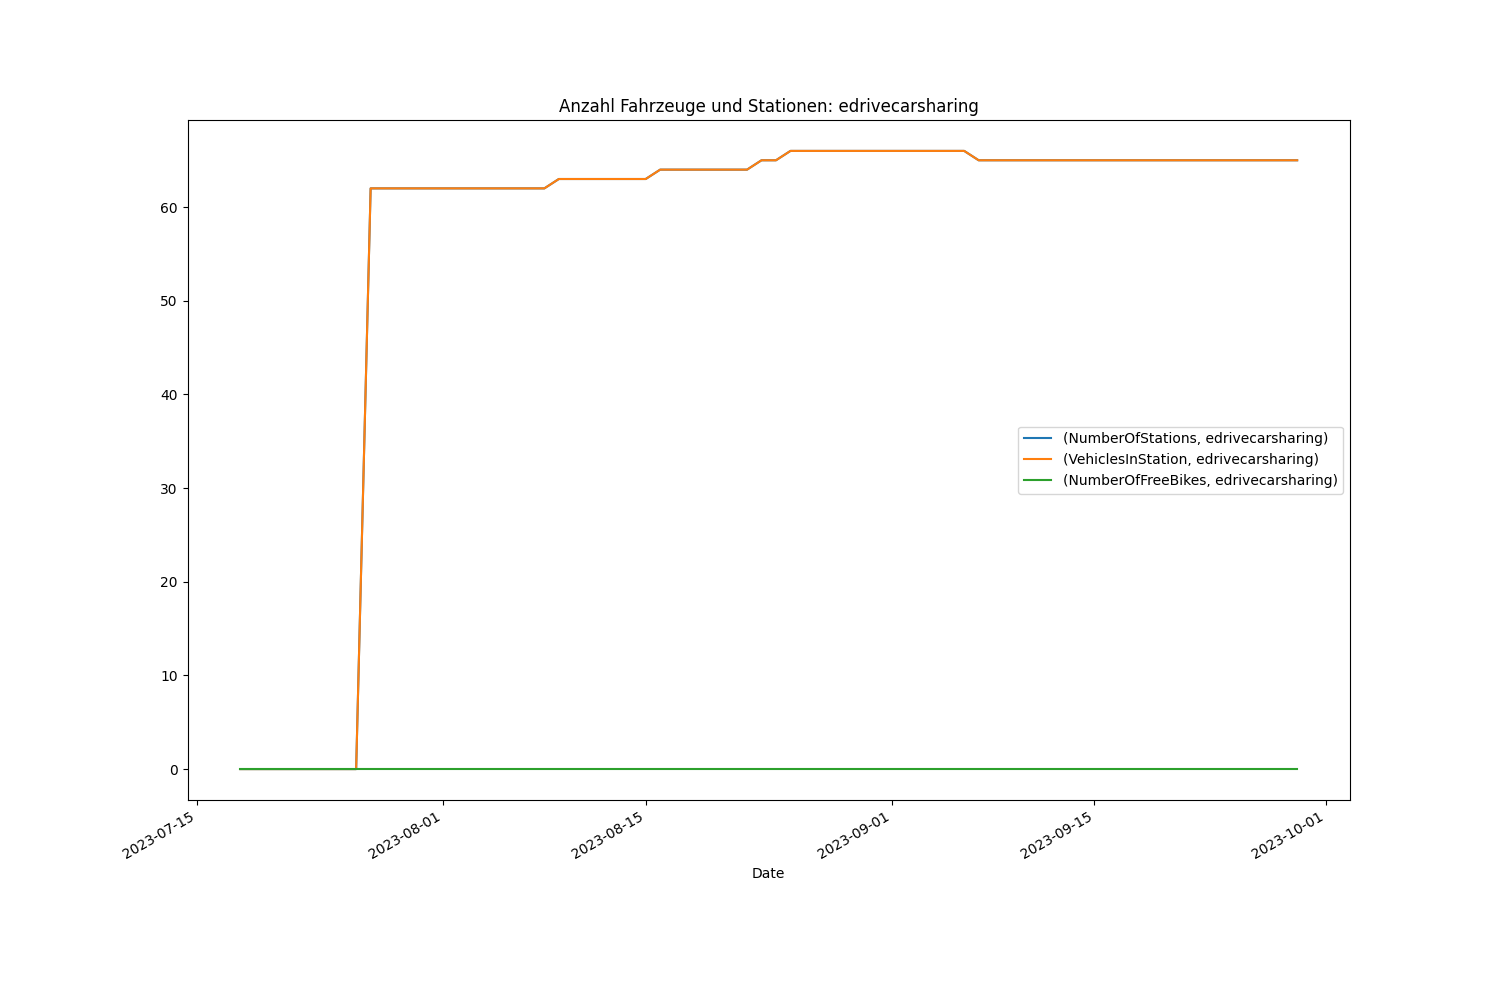 Anzahl Fahrzeuge und Stationen: edrivecarsharing
60
50
40
30
20
10
0
(NumberOfStations, edrivecarsharing)
(VehiclesInStation, edrivecarsharing)
(NumberOfFreeBikes, edrivecarsharing)
2023-07-15
2023-08-01
2023-08-15
2023-09-01
2023-09-15
2023-10-01
Date